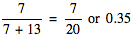 7/(7 + 13) = 7/20 or 0.35